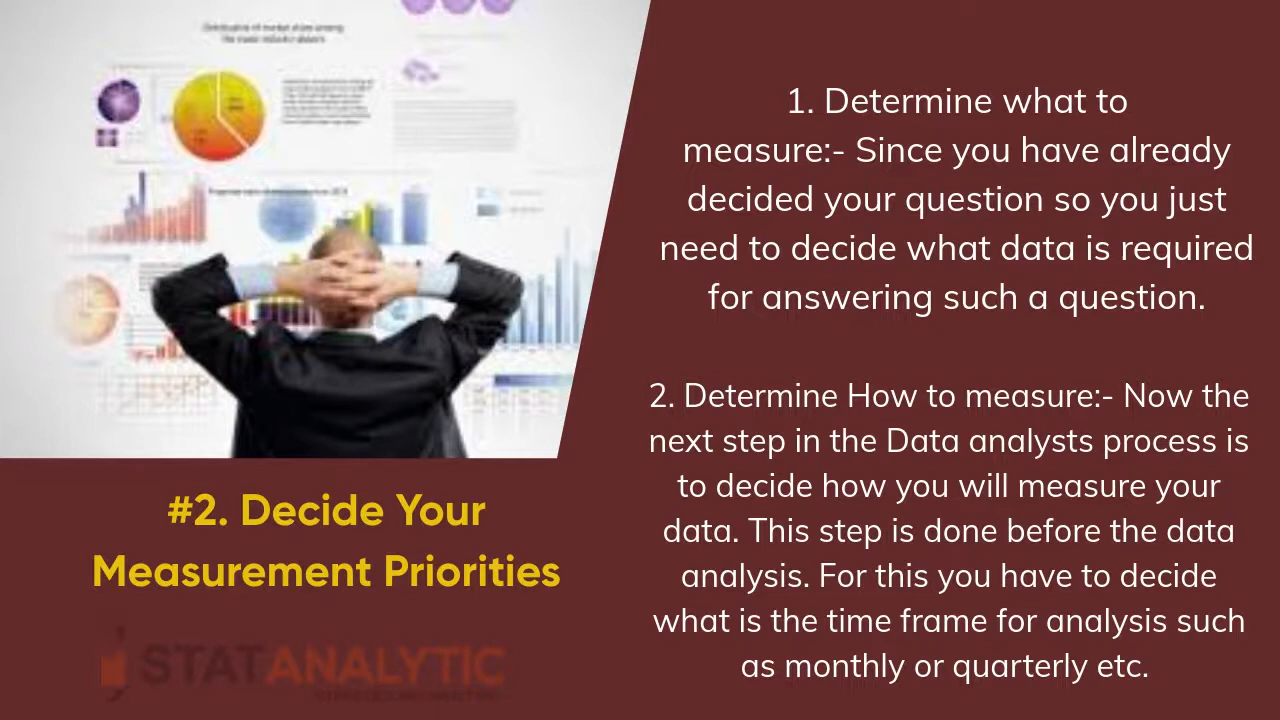 1. Determine what to
measure:- Since you have already
decided your question so you just
need to decide what data is required
for answering such a question.
2. Determine How to measure:- Now the
next step in the Data analysts process is
to decide how you will measure your
data. This step is done before the data
analysis. For this you have to decide
what is the time frame for analysis such
as monthly or quarterly etc.
#2. Decide Your
Measurement Priorities
STATANALYTIC